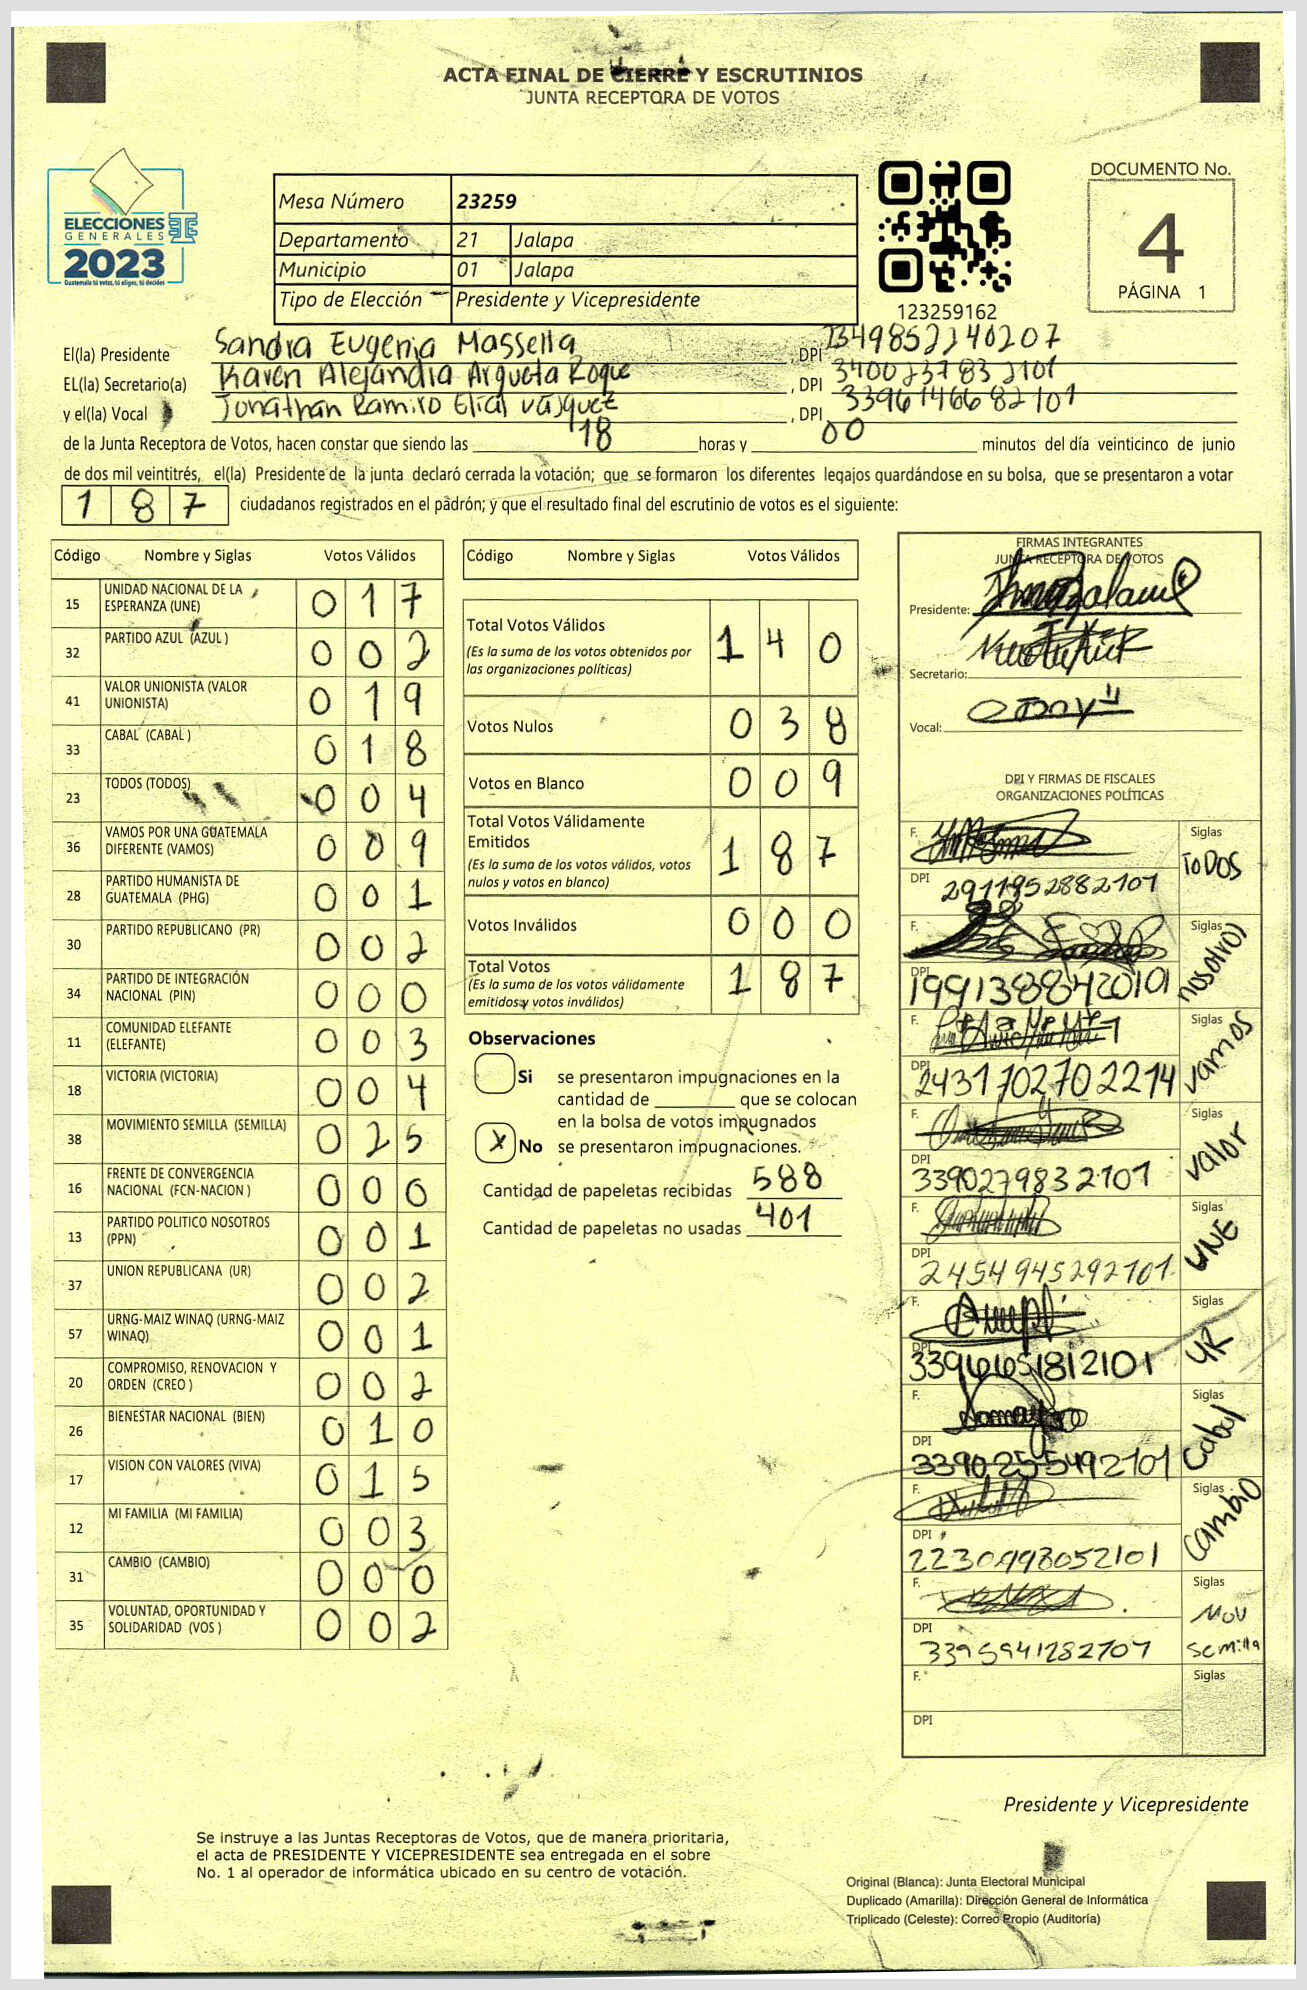 ACTA FINAL DE CIERRE Y ESCRUTINIOS
JUNTA RECEPTORA DE VOTOS
ELECCIONES
GENERALES
2023
Guatemala tú votas, tú eliges, tú decides
Mesa Número 23259
Departamento 21 Jalapa
Municipio 01 Jalapa
Tipo de Elección Presidente y Vicepresidente
123259162
DOCUMENTO No.
4
PÁGINA 1
El(la) Presidente Sandra Eugenia Massella , DPI
EL(la) Secretario(a) Karen Alejandra Argueta Roque , DPI 3400237832101
y el(la) Vocal Jonathan Ramiro Elias Vásquez , DPI 3396146682101
de la Junta Receptora de Votos, hacen constar que siendo las 18 horas y 00 minutos del día veinticinco de junio
de dos mil veintitrés, el(la) Presidente de la junta declaró cerrada la votación; que se formaron los diferentes legajos guardándose en su bolsa, que se presentaron a votar
1 8 7 ciudadanos registrados en el padrón; y que el resultado final del escrutinio de votos es el siguiente:
Código Nombre y Siglas Votos Válidos
15 UNIDAD NACIONAL DE LA ESPERANZA (UNE) 0 1 7
32 PARTIDO AZUL (AZUL ) 0 0 2
41 VALOR UNIONISTA (VALOR UNIONISTA) 0 1 9
33 CABAL (CABAL ) 0 1 8
23 TODOS (TODOS) 0 0 4
36 VAMOS POR UNA GUATEMALA DIFERENTE (VAMOS) 0 0 9
28 PARTIDO HUMANISTA DE GUATEMALA (PHG) 0 0 1
30 PARTIDO REPUBLICANO (PR) 0 0 2
34 PARTIDO DE INTEGRACIÓN NACIONAL (PIN) 0 0 0
11 COMUNIDAD ELEFANTE (ELEFANTE) 0 0 3
18 VICTORIA (VICTORIA) 0 0 4
38 MOVIMIENTO SEMILLA (SEMILLA) 0 2 5
16 FRENTE DE CONVERGENCIA NACIONAL (FCN-NACION ) 0 0 0
13 PARTIDO POLITICO NOSOTROS (PPN) 0 0 1
37 UNION REPUBLICANA (UR) 0 0 2
57 URNG-MAIZ WINAQ (URNG-MAIZ WINAQ) 0 0 1
20 COMPROMISO, RENOVACION Y ORDEN (CREO ) 0 0 2
26 BIENESTAR NACIONAL (BIEN) 0 1 0
17 VISION CON VALORES (VIVA) 0 1 5
12 MI FAMILIA (MI FAMILIA) 0 0 3
31 CAMBIO (CAMBIO) 0 0 0
35 VOLUNTAD, OPORTUNIDAD Y SOLIDARIDAD (VOS ) 0 0 2
Código Nombre y Siglas Votos Válidos
Total Votos Válidos 1 4 0
(Es la suma de los votos obtenidos por
las organizaciones políticas)
Votos Nulos 0 3 8
Votos en Blanco 0 0 9
Total Votos Válidamente
Emitidos 1 8 7
(Es la suma de los votos válidos, votos
nulos y votos en blanco)
Votos Inválidos 0 0 0
Total Votos 1 8 7
(Es la suma de los votos válidamente
emitidos y votos inválidos)
Observaciones
Si se presentaron impugnaciones en la
cantidad de ________ que se colocan
en la bolsa de votos impugnados
X No se presentaron impugnaciones.
Cantidad de papeletas recibidas 588
Cantidad de papeletas no usadas 401
FIRMAS INTEGRANTES
JUNTA RECEPTORA DE VOTOS
Presidente:
Secretario:
Vocal:
DPI Y FIRMAS DE FISCALES
ORGANIZACIONES POLÍTICAS
F. Siglas TODOS
DPI 2911952882101
F. Siglas nosotros
DPI 1991388420101
F. Siglas vamos
DPI 2431702702214
F. Siglas valor
DPI 3390279832101
F. Siglas UNE
DPI 2454945292101
F. Siglas UR
DPI 3396651812101
F. Siglas Cabal
DPI 3390255492101
F. Siglas Cambio
DPI
F. Siglas Mov Semilla
DPI
F. Siglas
DPI
Presidente y Vicepresidente
Se instruye a las Juntas Receptoras de Votos, que de manera prioritaria,
el acta de PRESIDENTE Y VICEPRESIDENTE sea entregada en el sobre
No. 1 al operador de informática ubicado en su centro de votación.
Original (Blanca): Junta Electoral Municipal
Duplicado (Amarilla): Dirección General de Informática
Triplicado (Celeste): Correo Propio (Auditoría)